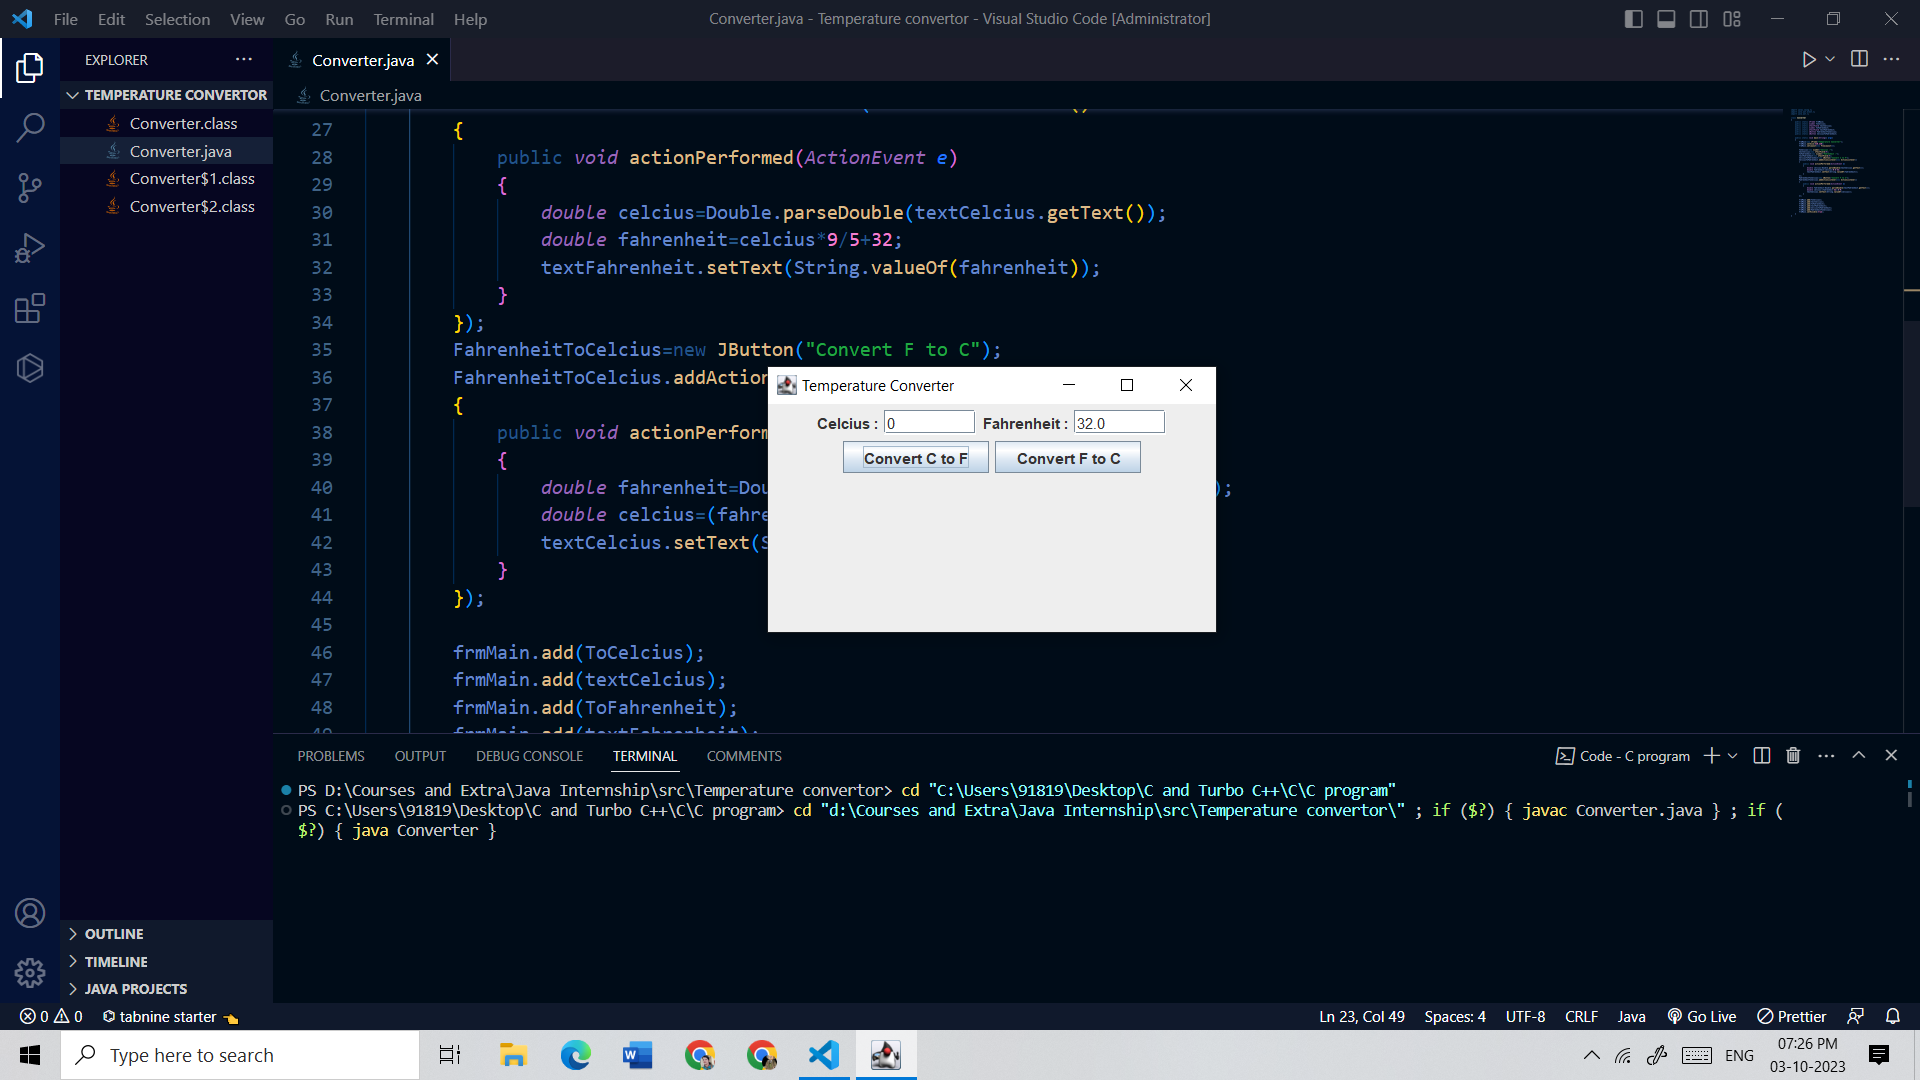 File Edit Selection View Go Run Terminal Help
Converter.java - Temperature convertor - Visual Studio Code [Administrator]
EXPLORER
TEMPERATURE CONVERTOR
Converter.class
Converter.java
Converter$1.class
Converter$2.class
OUTLINE
TIMELINE
JAVA PROJECTS
Converter.java
Converter.java
27 {
28 public void actionPerformed(ActionEvent e)
29 {
30 double celcius=Double.parseDouble(textCelcius.getText());
31 double fahrenheit=celcius*9/5+32;
32 textFahrenheit.setText(String.valueOf(fahrenheit));
33 }
34 });
35 FahrenheitToCelcius=new JButton("Convert F to C");
36 FahrenheitToCelcius.addAction
37 {
38 public void actionPerform
39 {
40 double fahrenheit=Dou );
41 double celcius=(fahre
42 textCelcius.setText(S
43 }
44 });
45
46 frmMain.add(ToCelcius);
47 frmMain.add(textCelcius);
48 frmMain.add(ToFahrenheit);
49 frmMain.add(textFahrenheit);
Temperature Converter
Celcius : 0 Fahrenheit : 32.0
Convert C to F Convert F to C
PROBLEMS OUTPUT DEBUG CONSOLE TERMINAL COMMENTS
Code - C program
PS D:\Courses and Extra\Java Internship\src\Temperature convertor> cd "C:\Users\91819\Desktop\C and Turbo C++\C\C program"
PS C:\Users\91819\Desktop\C and Turbo C++\C\C program> cd "d:\Courses and Extra\Java Internship\src\Temperature convertor\" ; if ($?) { javac Converter.java } ; if (
$?) { java Converter }
0 0 tabnine starter
Ln 23, Col 49 Spaces: 4 UTF-8 CRLF Java Go Live Prettier
Type here to search
ENG
07:26 PM
03-10-2023